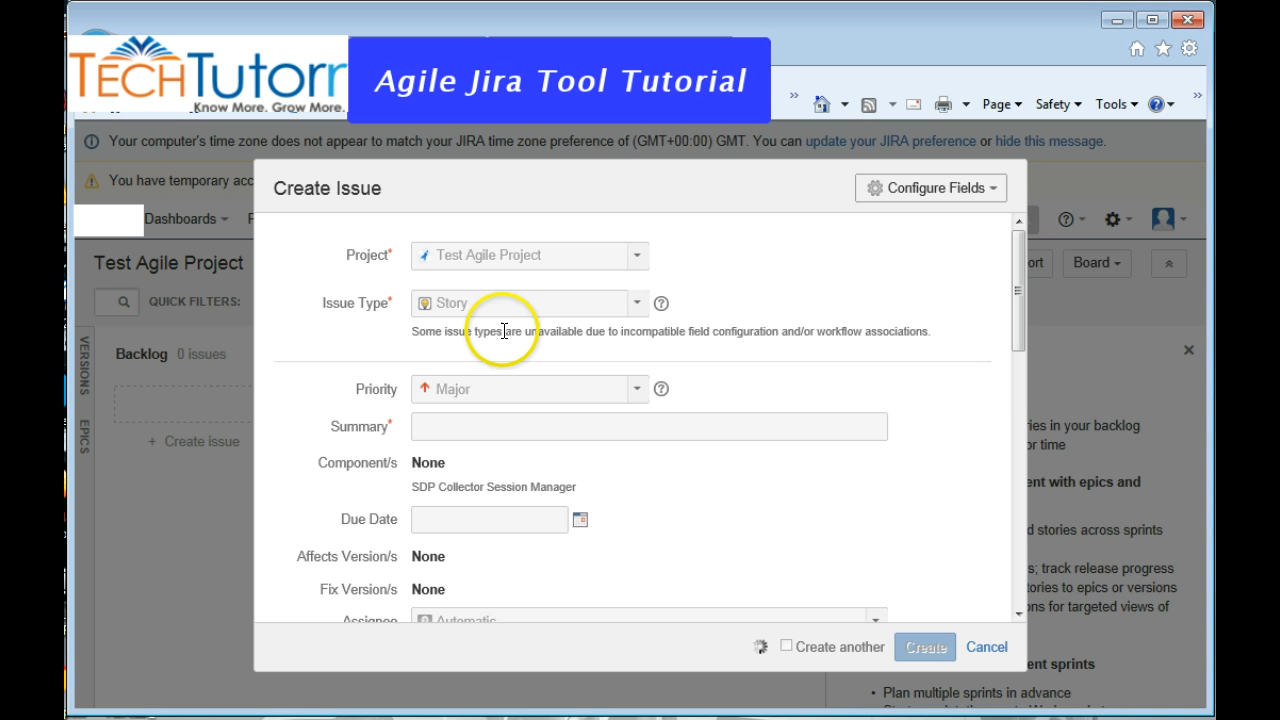 TECHTutorr
Know More. Grow More.
Agile Jira Tool Tutorial
» Page Safety Tools »
Your computer's time zone does not appear to match your JIRA time zone preference of (GMT+00:00) GMT. You can update your JIRA preference or hide this message.
You have temporary acc
Dashboards
Create Issue
Configure Fields
Test Agile Project
ort
Board
QUICK FILTERS:
VERSIONS
EPICS
Backlog 0 issues
+ Create issue
Project* Test Agile Project
Issue Type* Story
Some issue types are unavailable due to incompatible field configuration and/or workflow associations.
Priority Major
Summary*
Component/s None
SDP Collector Session Manager
Due Date
Affects Version/s None
Fix Version/s None
Assignee Automatic
Create another Create Cancel
ries in your backlog
or time
ent with epics and
d stories across sprints
s; track release progress
tories to epics or versions
ons for targeted views of
ent sprints
• Plan multiple sprints in advance